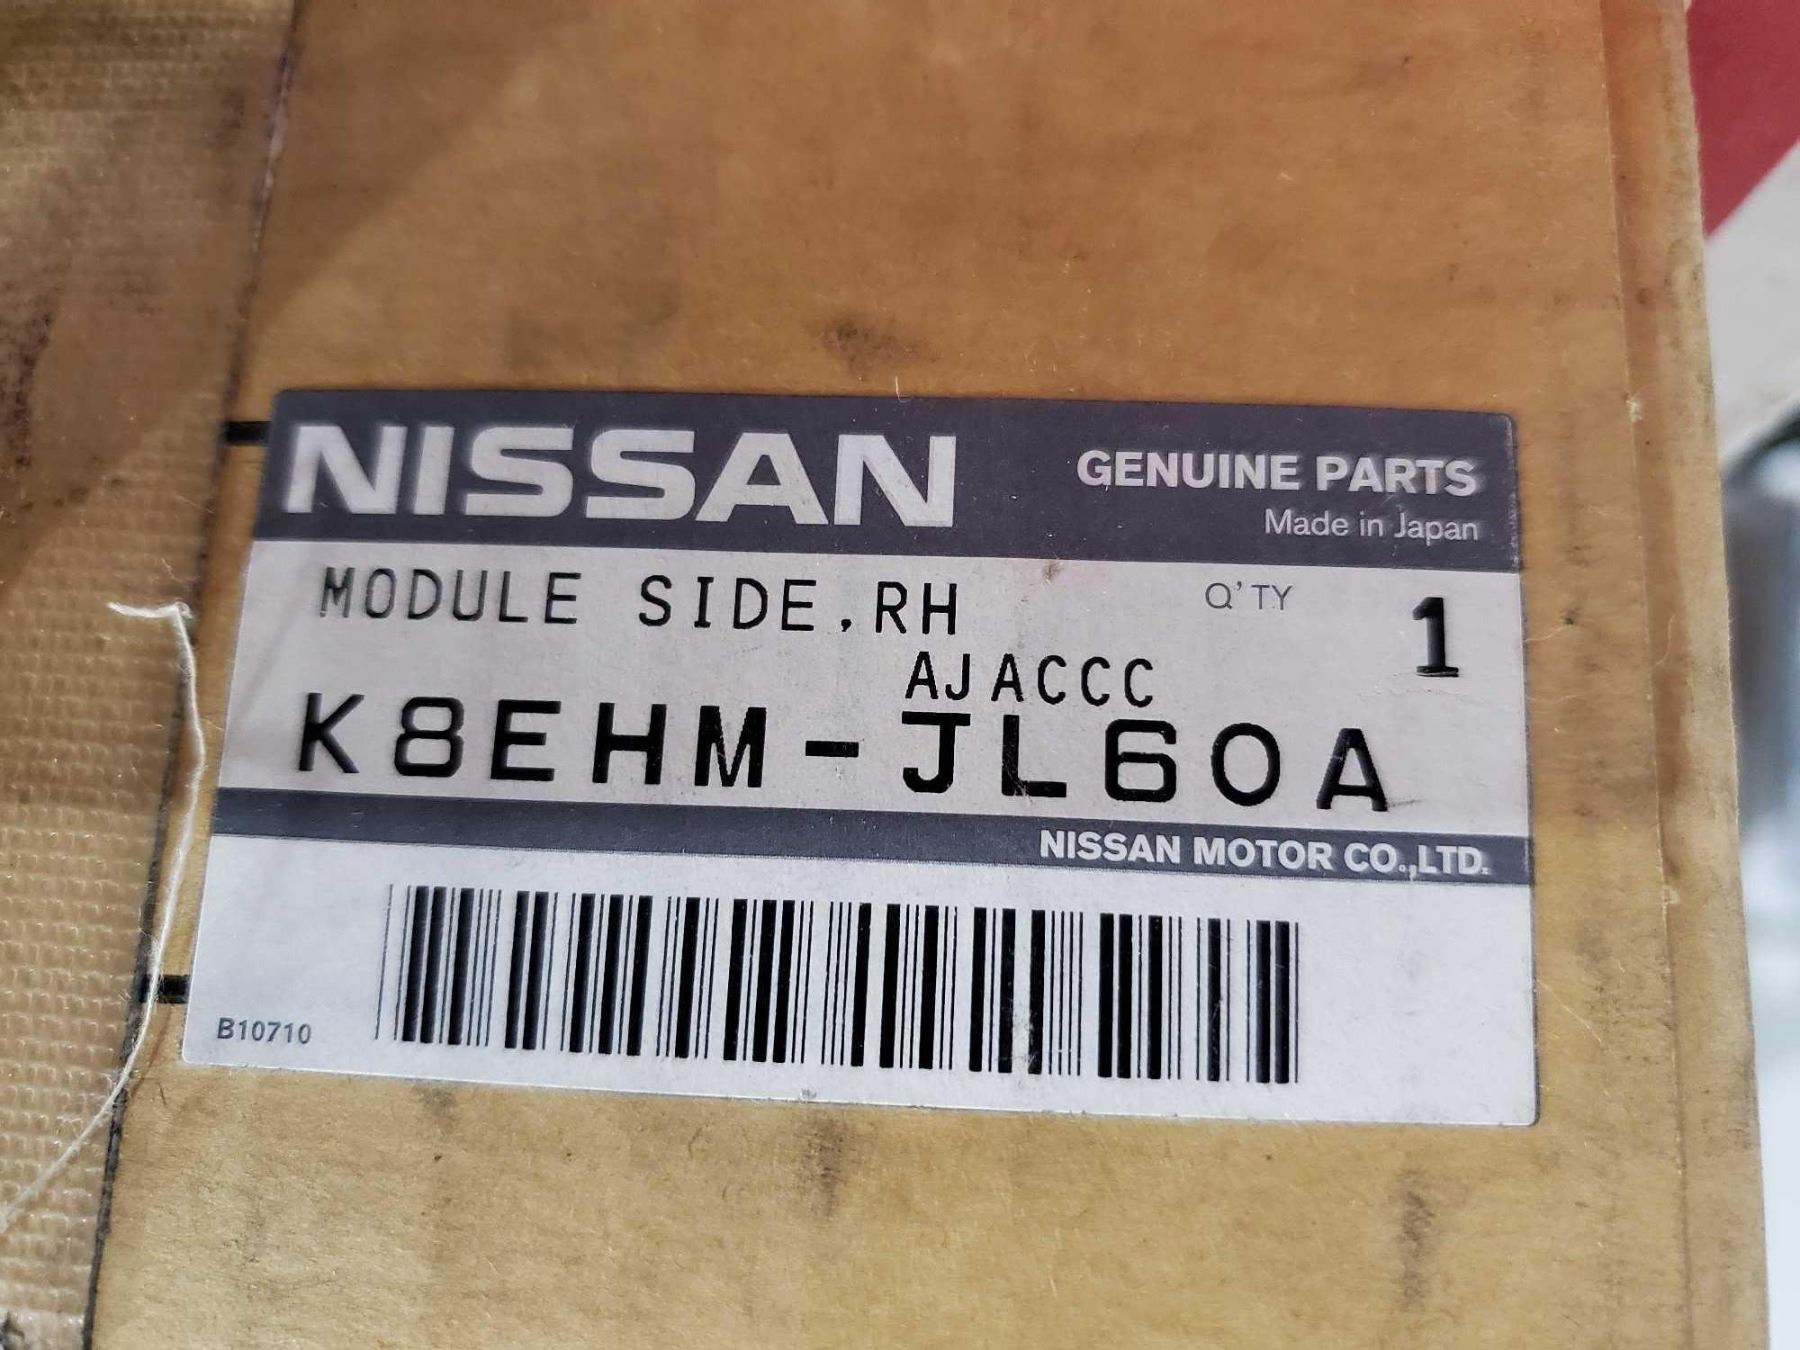 NISSAN
GENUINE PARTS
Made in Japan
MODULE SIDE,RH
Q'TY 1
AJACCC
K8EHM-JL60A
NISSAN MOTOR CO.,LTD.
B10710